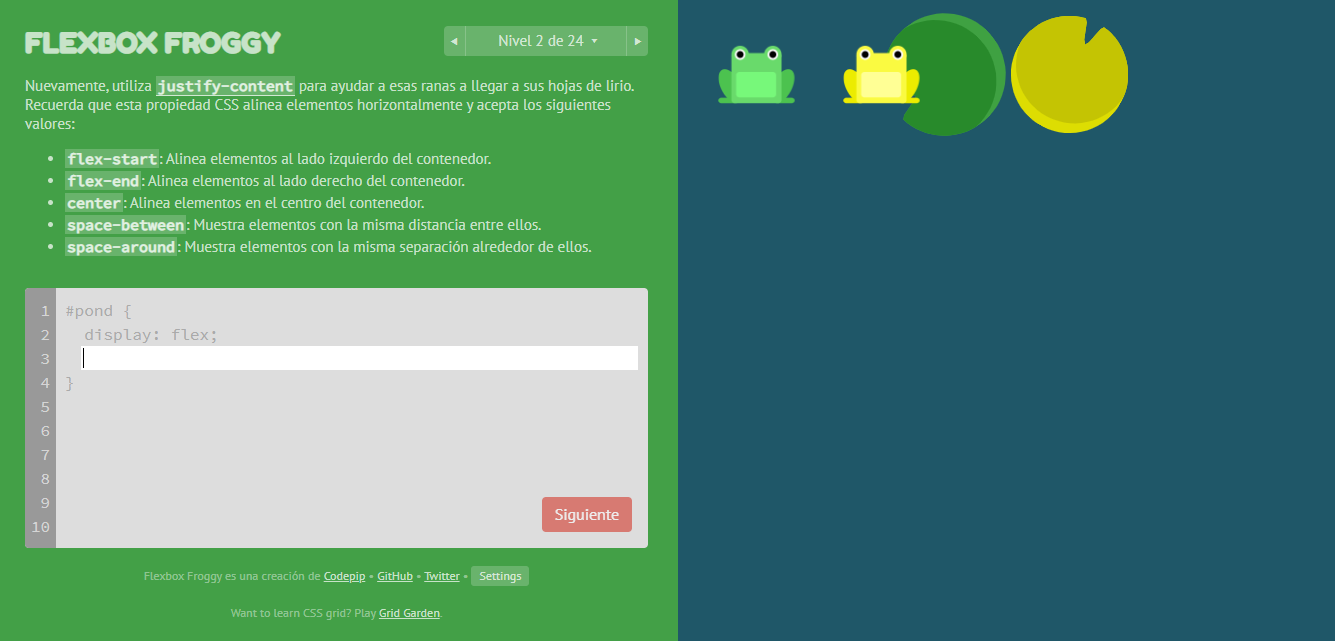 FLEXBOX FROGGY
Nivel 2 de 24
Nuevamente, utiliza justify-content para ayudar a esas ranas a llegar a sus hojas de lirio.
Recuerda que esta propiedad CSS alinea elementos horizontalmente y acepta los siguientes
valores:
flex-start: Alinea elementos al lado izquierdo del contenedor.
flex-end: Alinea elementos al lado derecho del contenedor.
center: Alinea elementos en el centro del contenedor.
space-between: Muestra elementos con la misma distancia entre ellos.
space-around: Muestra elementos con la misma separación alrededor de ellos.
1 #pond {
2 display: flex;
3
4 }
5
6
7
8
9
10
Siguiente
Flexbox Froggy es una creación de Codepip • GitHub • Twitter • Settings
Want to learn CSS grid? Play Grid Garden.